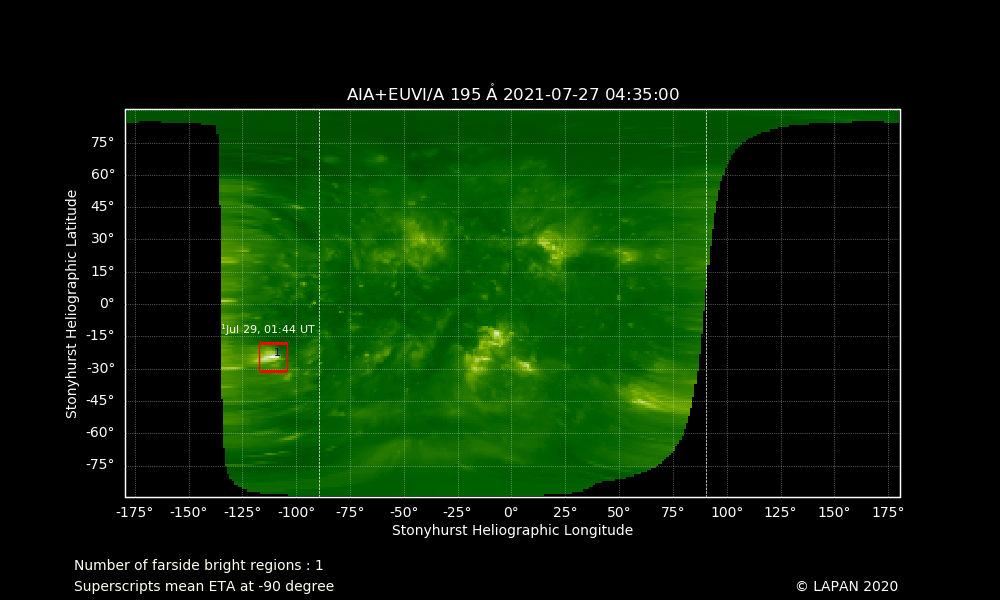 AIA+EUVI/A 195 Å 2021-07-27 04:35:00
Stonyhurst Heliographic Latitude
75°
60°
45°
30°
15°
0°
-15°
-30°
-45°
-60°
-75°
¹Jul 29, 01:44 UT
1
-175° -150° -125° -100° -75° -50° -25° 0° 25° 50° 75° 100° 125° 150° 175°
Stonyhurst Heliographic Longitude
Number of farside bright regions : 1
Superscripts mean ETA at -90 degree
© LAPAN 2020